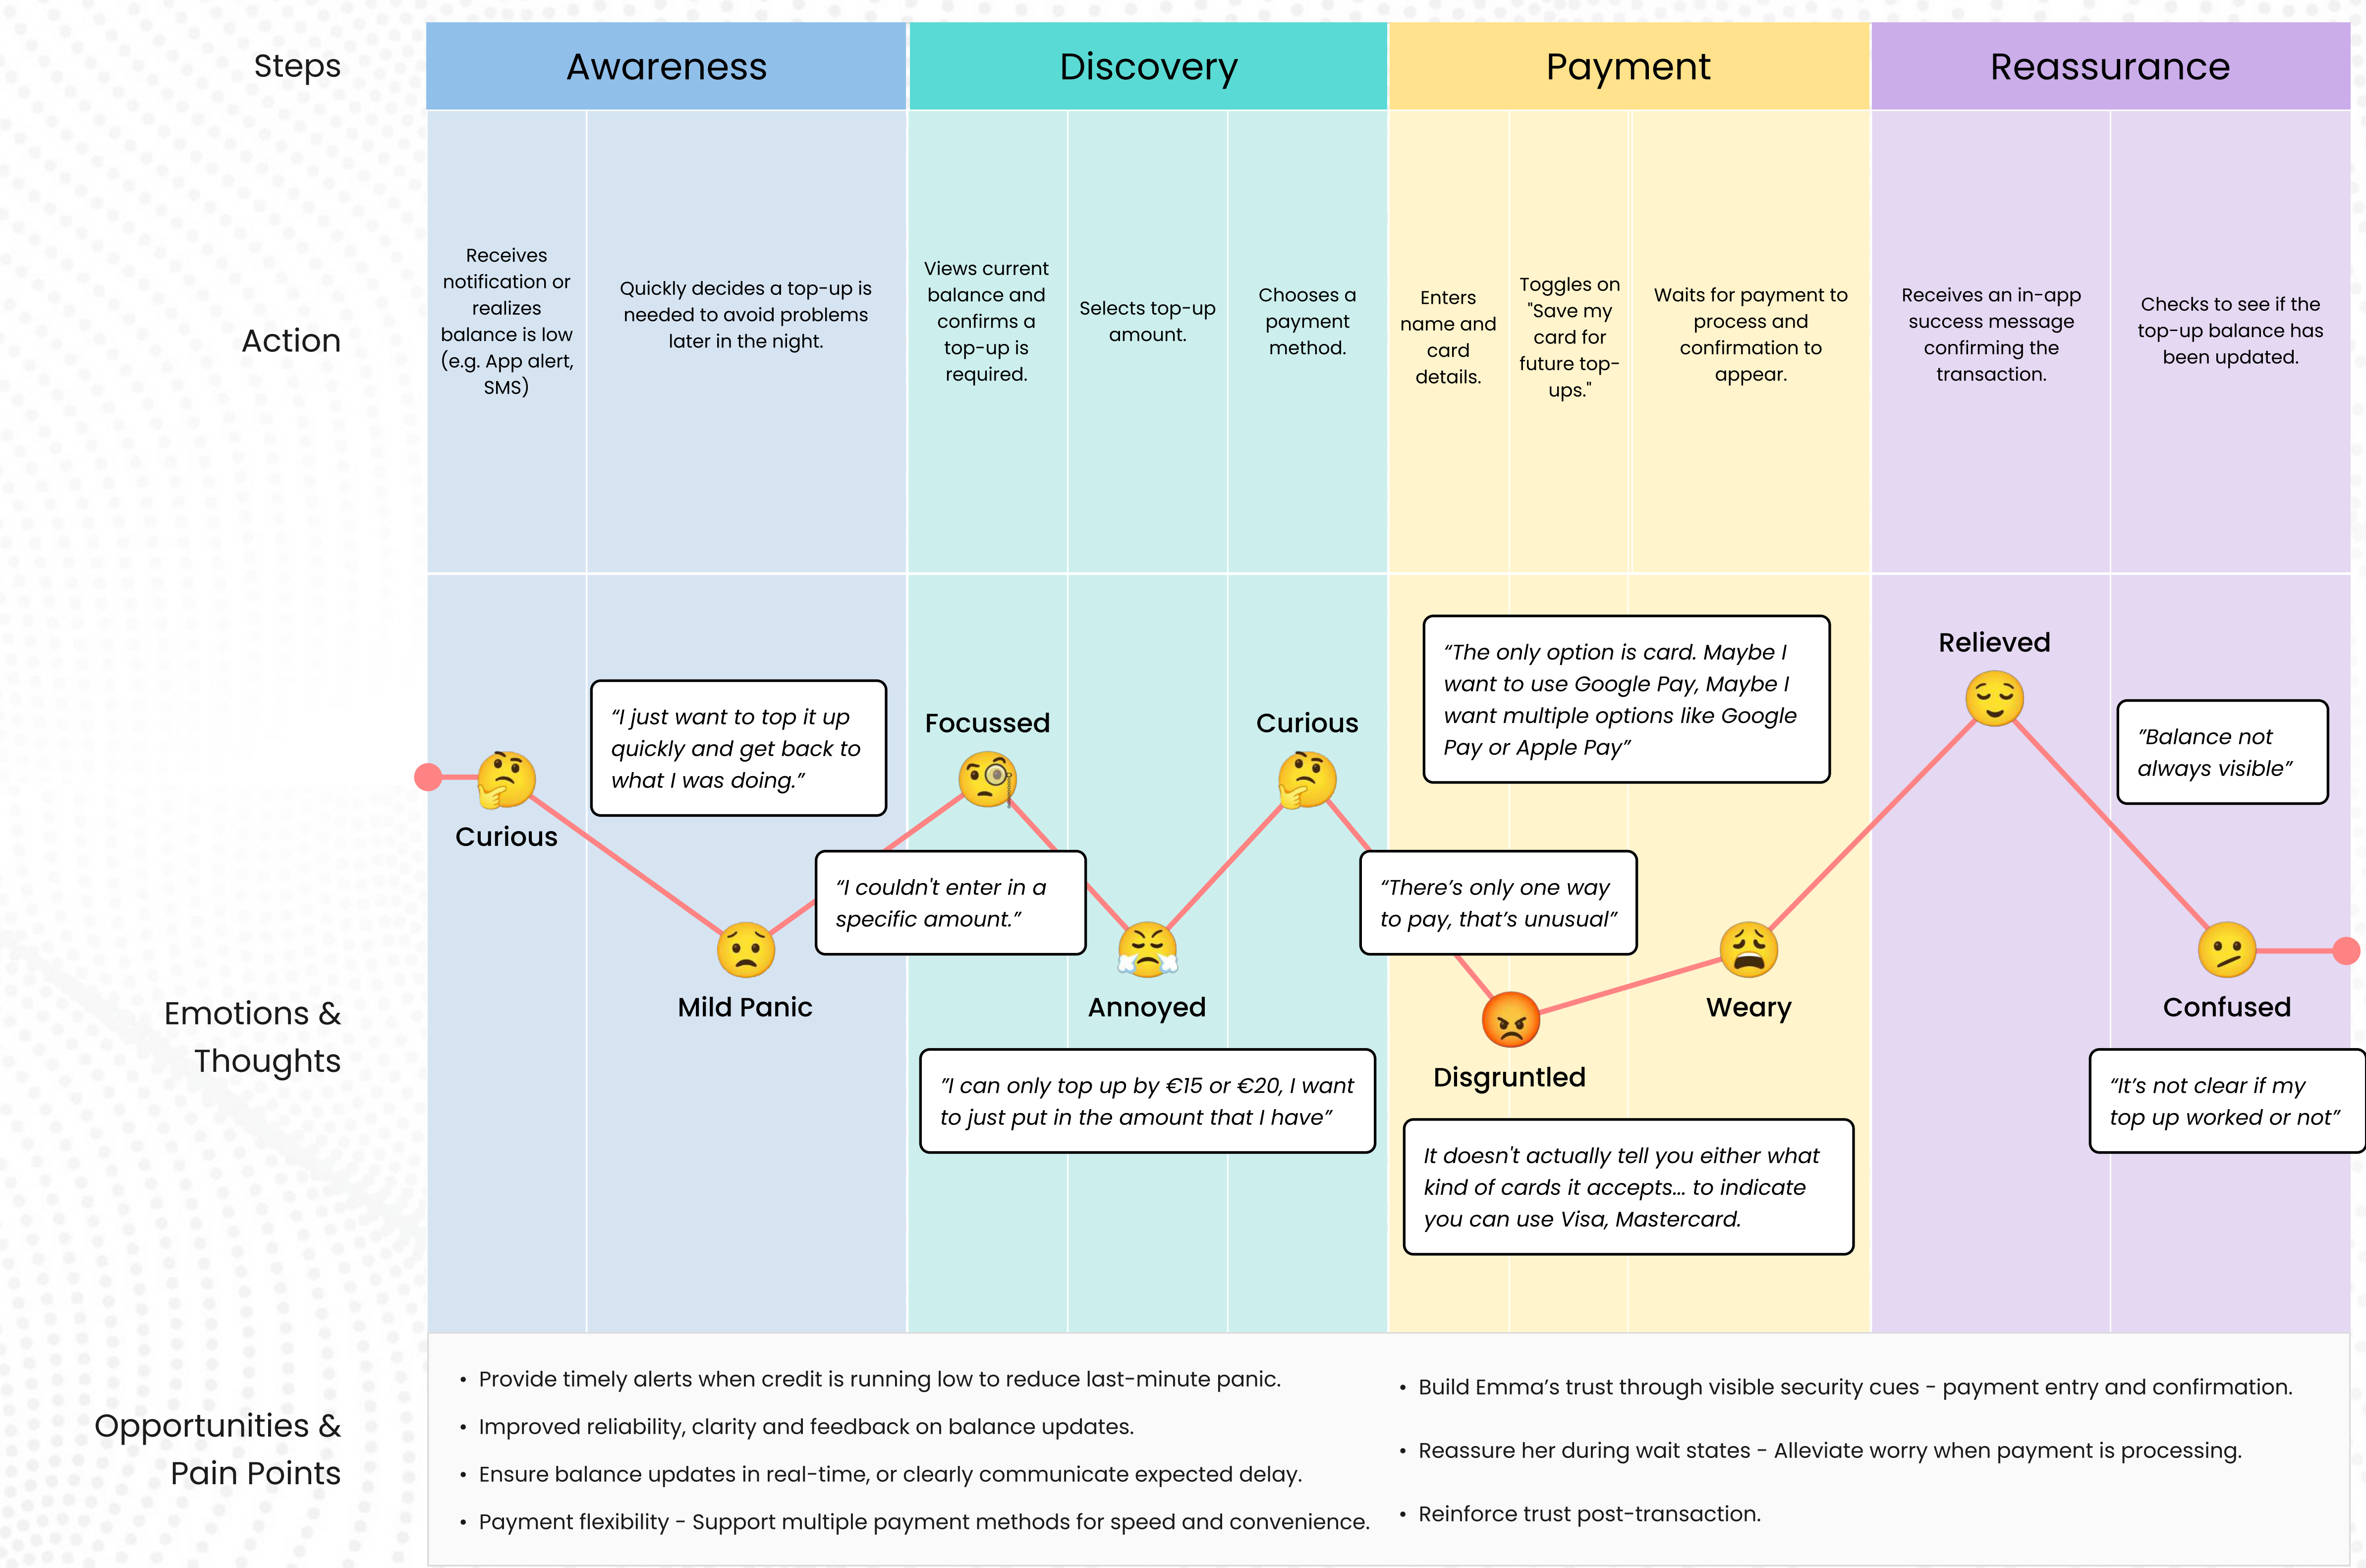 Steps
Awareness
Discovery
Payment
Reassurance
Action
Receives
notification or
realizes
balance is low
(e.g. App alert,
SMS)
Quickly decides a top-up is
needed to avoid problems
later in the night.
Views current
balance and
confirms a
top-up is
required.
Selects top-up
amount.
Chooses a
payment
method.
Enters
name and
card
details.
Toggles on
"Save my
card for
future top-
ups."
Waits for payment to
process and
confirmation to
appear.
Receives an in-app
success message
confirming the
transaction.
Checks to see if the
top-up balance has
been updated.
Emotions &
Thoughts
Curious
“I just want to top it up
quickly and get back to
what I was doing.”
Mild Panic
Focussed
“I couldn't enter in a
specific amount.”
Annoyed
”I can only top up by €15 or €20, I want
to just put in the amount that I have”
Curious
“The only option is card. Maybe I
want to use Google Pay, Maybe I
want multiple options like Google
Pay or Apple Pay”
“There’s only one way
to pay, that’s unusual”
Disgruntled
It doesn't actually tell you either what
kind of cards it accepts... to indicate
you can use Visa, Mastercard.
Weary
Relieved
”Balance not
always visible”
Confused
“It’s not clear if my
top up worked or not”
Opportunities &
Pain Points
• Provide timely alerts when credit is running low to reduce last-minute panic.
• Improved reliability, clarity and feedback on balance updates.
• Ensure balance updates in real-time, or clearly communicate expected delay.
• Payment flexibility - Support multiple payment methods for speed and convenience.
• Build Emma’s trust through visible security cues - payment entry and confirmation.
• Reassure her during wait states - Alleviate worry when payment is processing.
• Reinforce trust post-transaction.